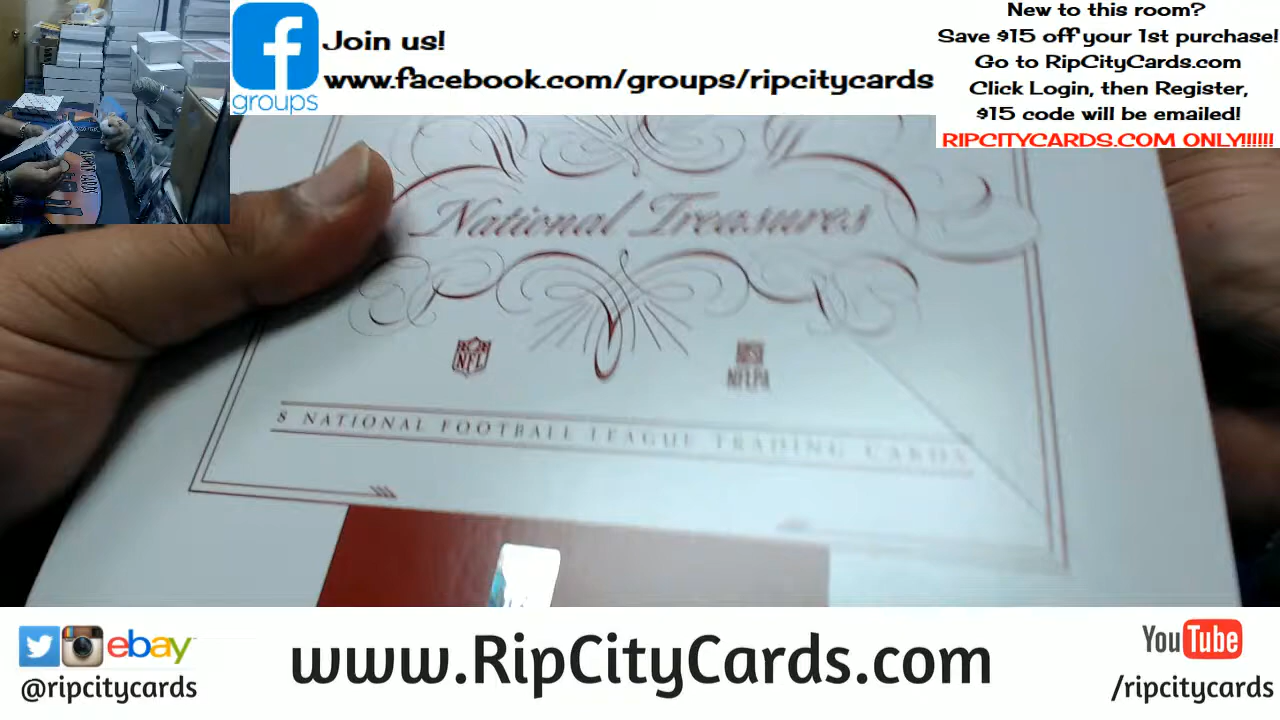 Join us!
www.facebook.com/groups/ripcitycards
groups
New to this room?
Save $15 off your 1st purchase!
Go to RipCityCards.com
Click Login, then Register,
$15 code will be emailed!
RIPCITYCARDS.COM ONLY!!!!!!
National Treasures
NFL
NFLPA
8 NATIONAL FOOTBALL LEAGUE TRADING CARDS
ebay
@ripcitycards
www.RipCityCards.com
YouTube
/ripcitycards